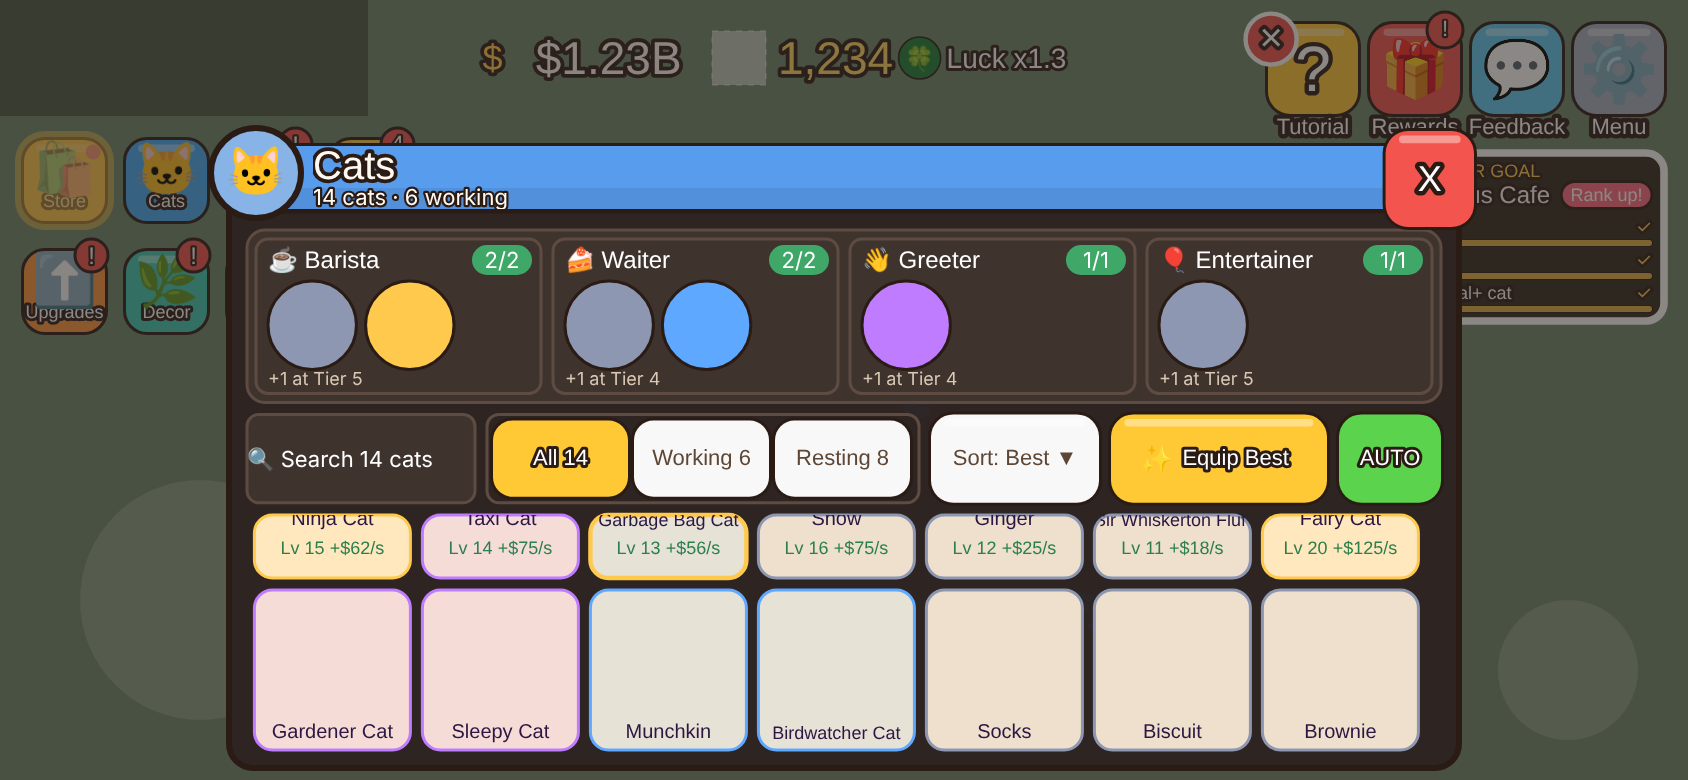 $ $1.23B 1,234 Luck x1.3
? ! X
Tutorial Rewards Feedback Menu
Store Cats
! 4
Cats
14 cats · 6 working
X
GOAL
Cafe Rank up!
al+ cat
! !
Upgrades Decor
Barista 2/2
+1 at Tier 5
Waiter 2/2
+1 at Tier 4
Greeter 1/1
+1 at Tier 4
Entertainer 1/1
+1 at Tier 5
Search 14 cats
All 14 Working 6 Resting 8
Sort: Best ▼
Equip Best
AUTO
Ninja Cat Taxi Cat Garbage Bag Cat Snow Ginger Sir Whiskerton Fluf Fairy Cat
Lv 15 +$62/s Lv 14 +$75/s Lv 13 +$56/s Lv 16 +$75/s Lv 12 +$25/s Lv 11 +$18/s Lv 20 +$125/s
Gardener Cat Sleepy Cat Munchkin Birdwatcher Cat Socks Biscuit Brownie